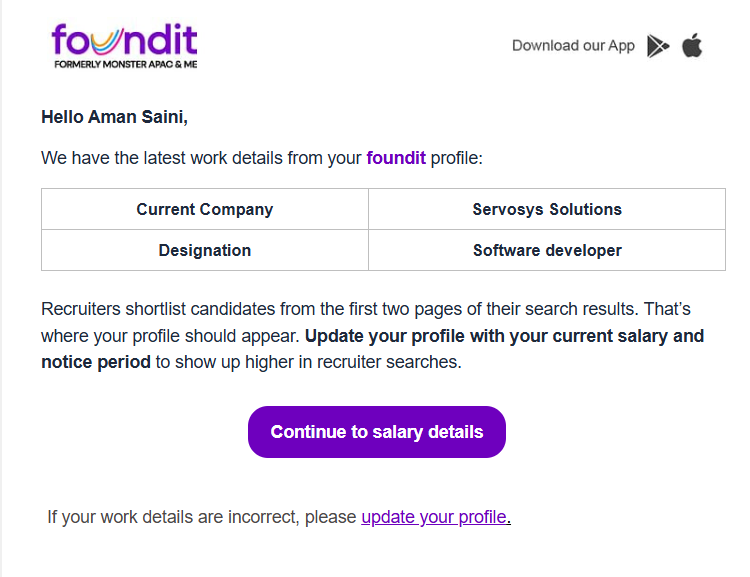 foundit
FORMERLY MONSTER APAC & ME
Download our App
Hello Aman Saini,
We have the latest work details from your foundit profile:
Current Company Servosys Solutions
Designation Software developer
Recruiters shortlist candidates from the first two pages of their search results. That’s
where your profile should appear. Update your profile with your current salary and
notice period to show up higher in recruiter searches.
Continue to salary details
If your work details are incorrect, please update your profile.